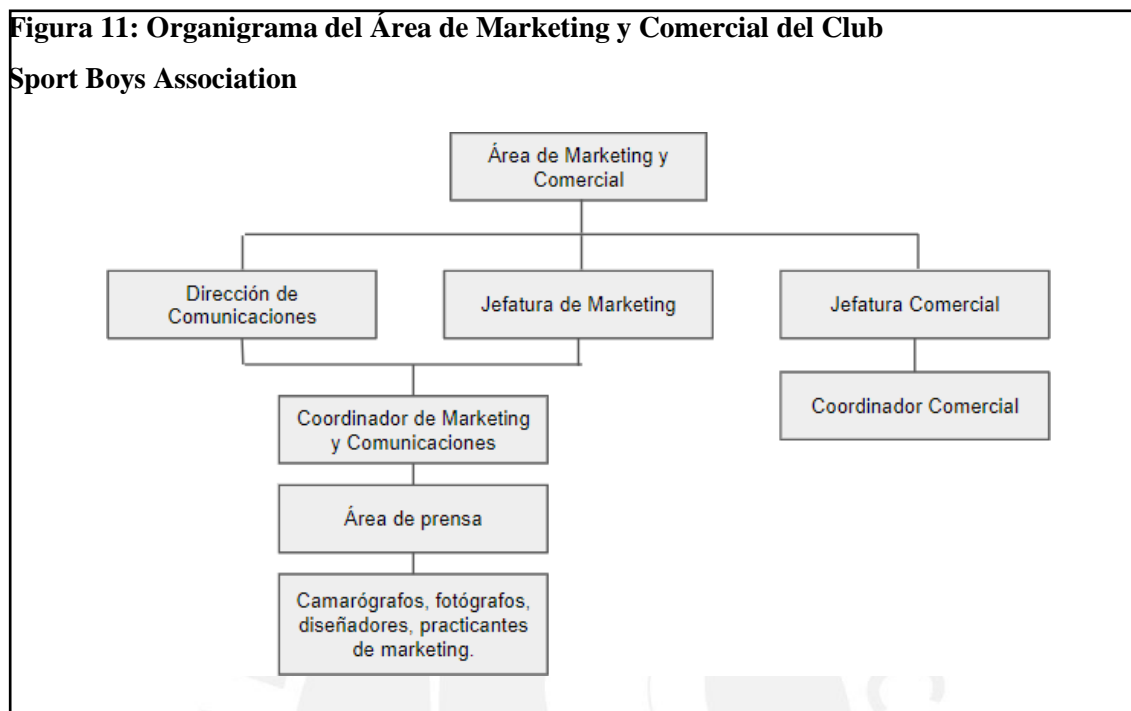 Figura 11: Organigrama del Área de Marketing y Comercial del Club
Sport Boys Association
Área de Marketing y
Comercial
Dirección de
Comunicaciones
Jefatura de Marketing
Jefatura Comercial
Coordinador de Marketing
y Comunicaciones
Coordinador Comercial
Área de prensa
Camarógrafos, fotógrafos,
diseñadores, practicantes
de marketing.